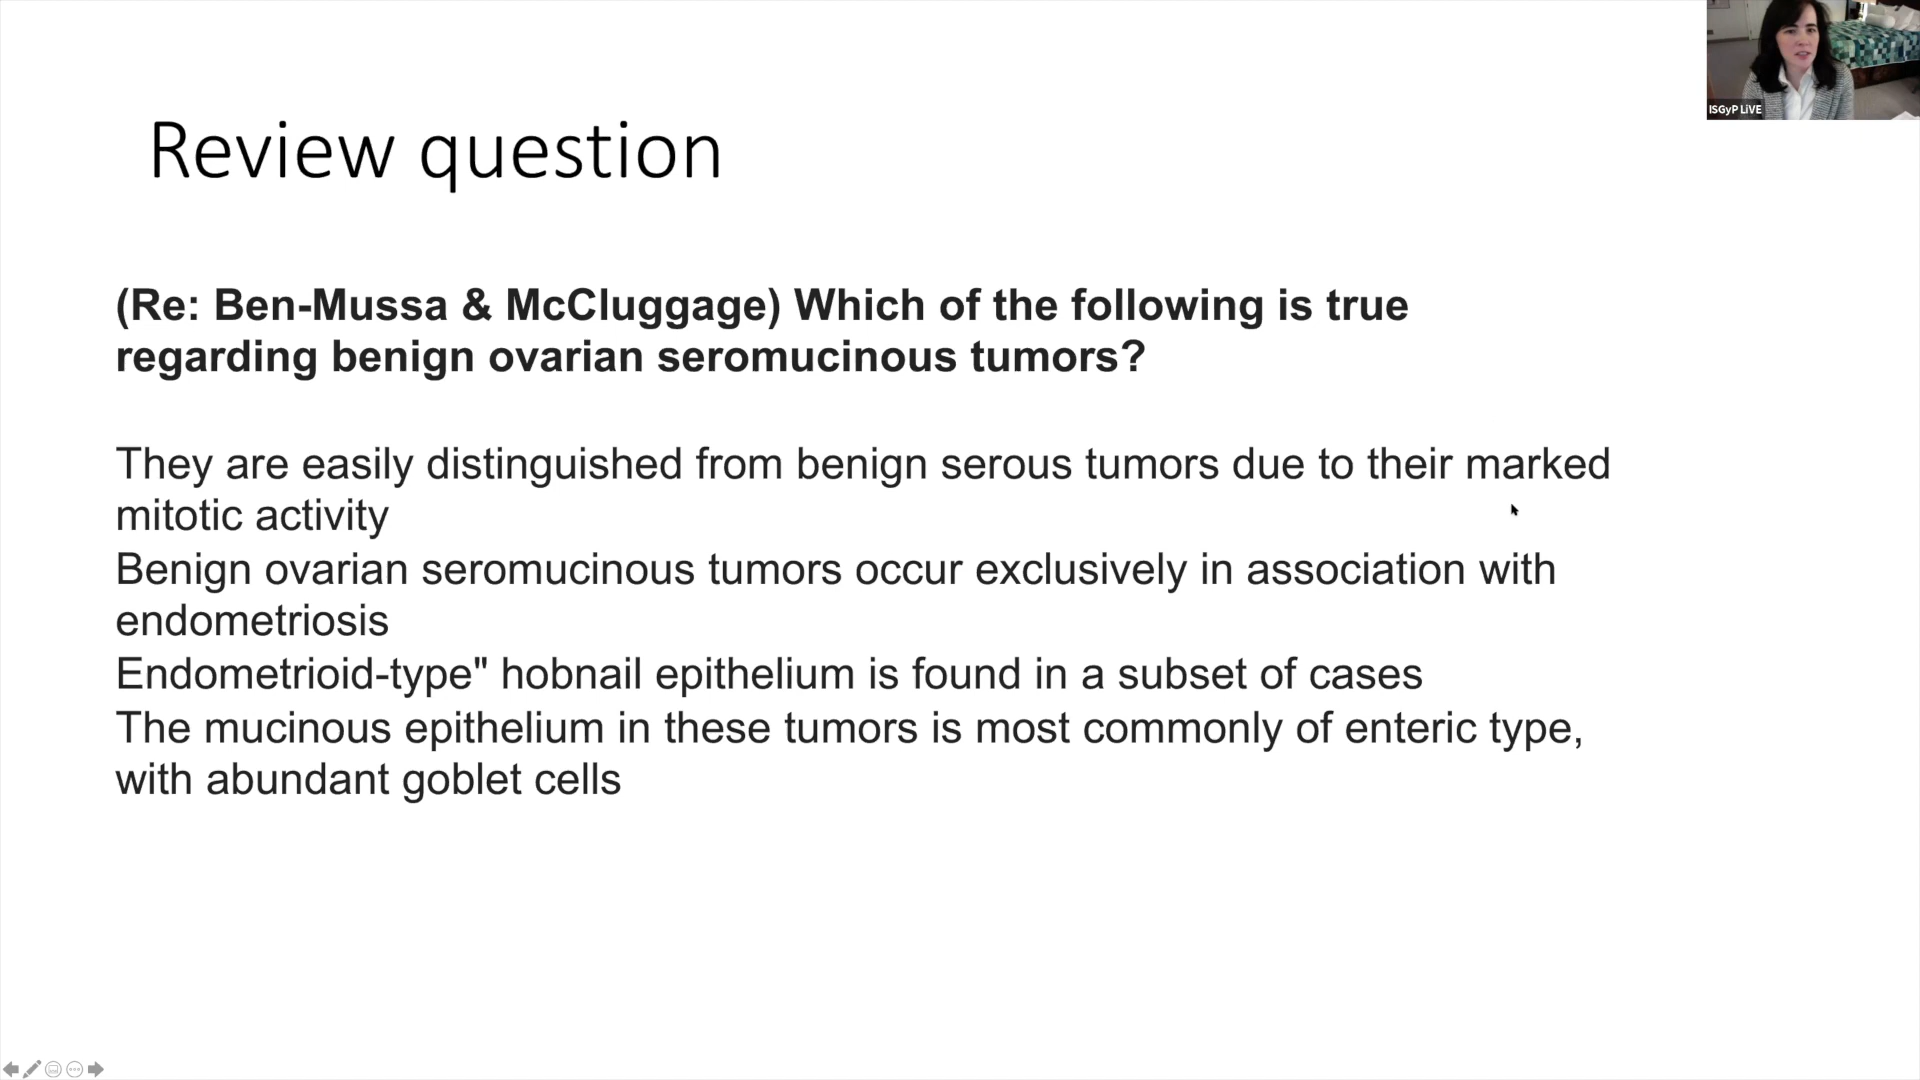 ISGyP LiVE
Review question
(Re: Ben-Mussa & McCluggage) Which of the following is true
regarding benign ovarian seromucinous tumors?
They are easily distinguished from benign serous tumors due to their marked
mitotic activity
Benign ovarian seromucinous tumors occur exclusively in association with
endometriosis
Endometrioid-type" hobnail epithelium is found in a subset of cases
The mucinous epithelium in these tumors is most commonly of enteric type,
with abundant goblet cells